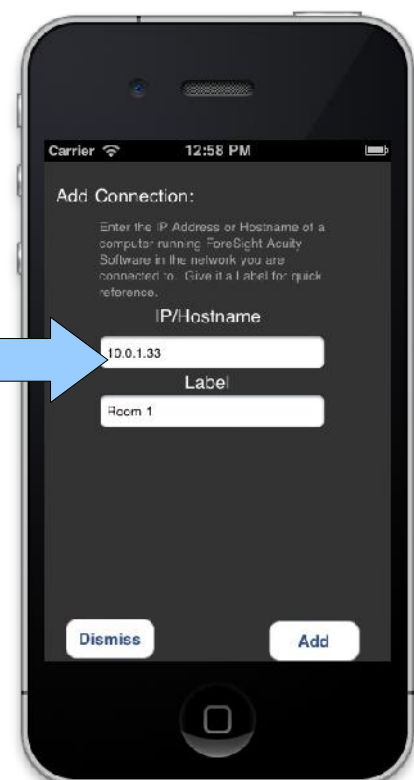 Carrier 12:58 PM
Add Connection:
Enter the IP Address or Hostname of a
computer running ForeSight Acuity
Software in the network you are
connected to. Give it a Label for quick
reference.
IP/Hostname
10.0.1.33
Label
Room 1
Dismiss Add